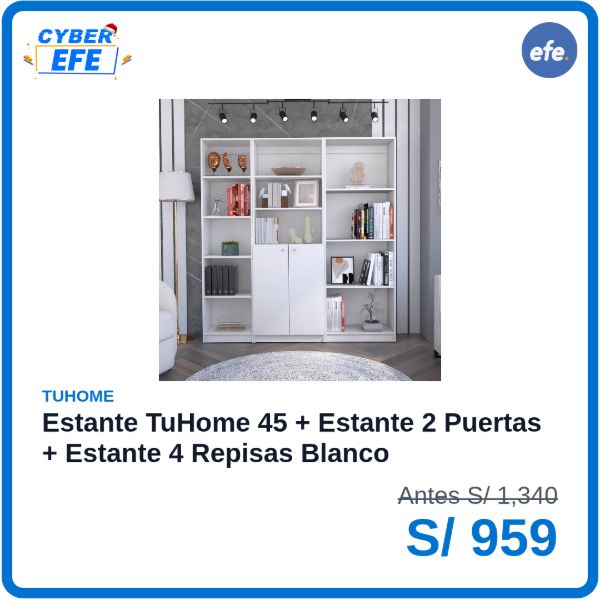 CYBER
EFE
efe.
TUHOME
Estante TuHome 45 + Estante 2 Puertas
+ Estante 4 Repisas Blanco
Antes S/ 1,340
S/ 959